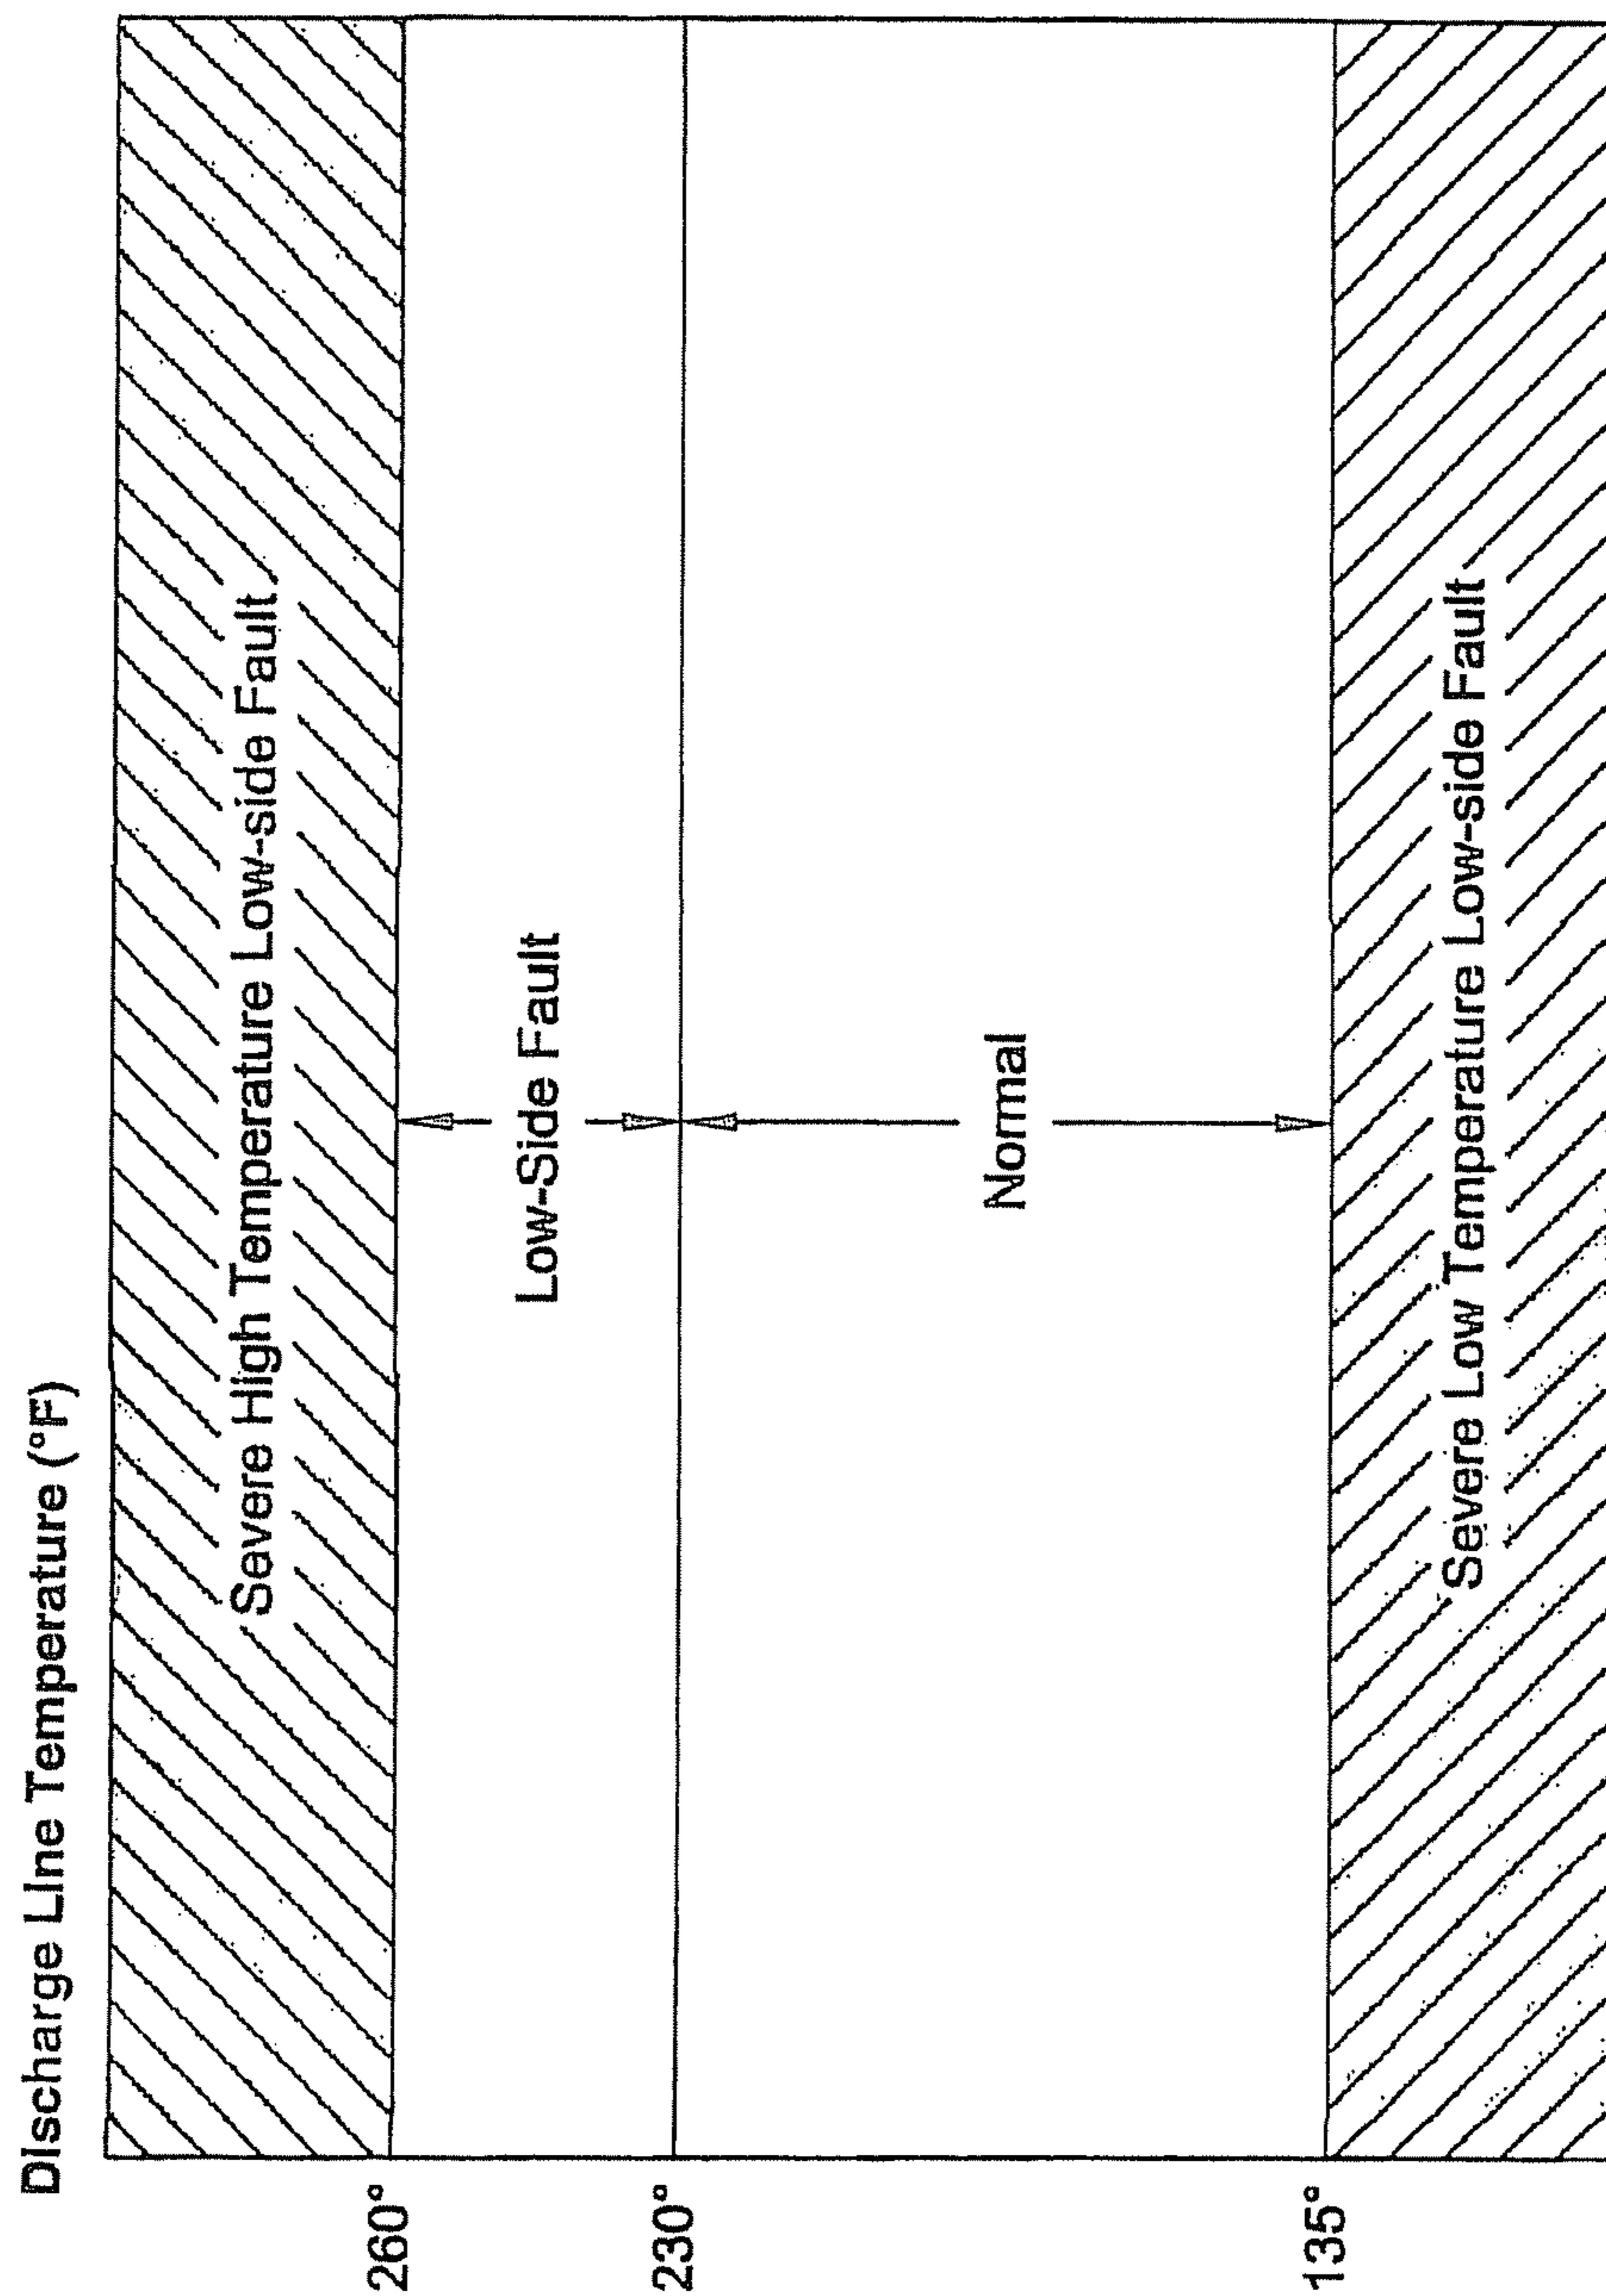 Discharge Line Temperature (°F)
Severe High Temperature Low-side Fault
260°
Low-Side Fault
230°
Normal
135°
Severe Low Temperature Low-side Fault